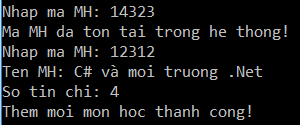 Nhap ma MH: 14323
Ma MH da ton tai trong he thong!
Nhap ma MH: 12312
Ten MH: C# và moi truong .Net
So tin chi: 4
Them moi mon hoc thanh cong!